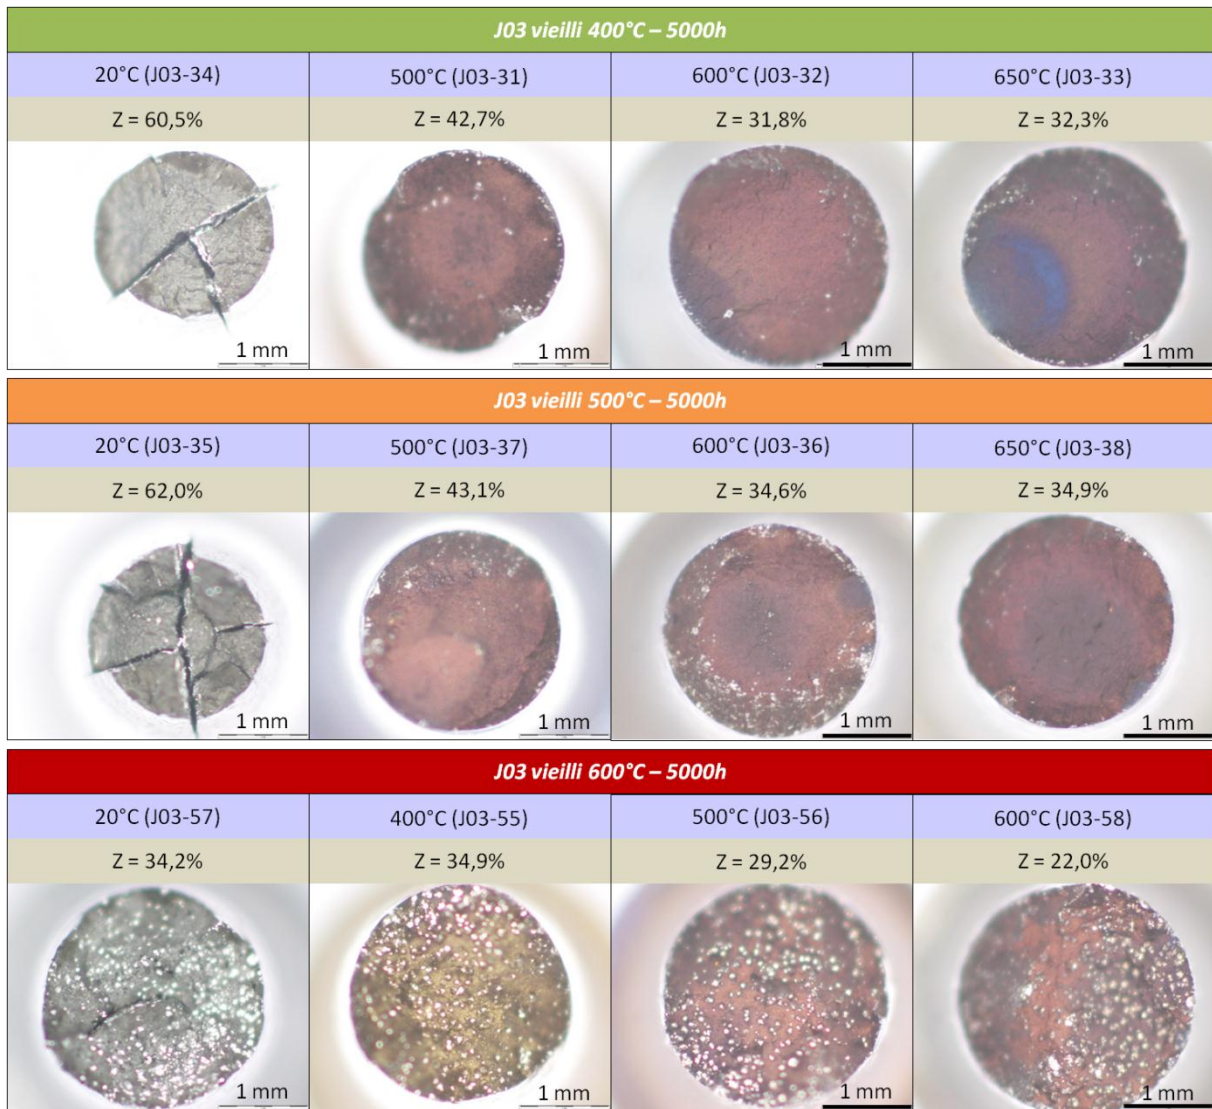 J03 vieilli 400°C – 5000h
20°C (J03-34) 500°C (J03-31) 600°C (J03-32) 650°C (J03-33)
Z = 60,5% Z = 42,7% Z = 31,8% Z = 32,3%
1 mm 1 mm 1 mm 1 mm
J03 vieilli 500°C – 5000h
20°C (J03-35) 500°C (J03-37) 600°C (J03-36) 650°C (J03-38)
Z = 62,0% Z = 43,1% Z = 34,6% Z = 34,9%
1 mm 1 mm 1 mm 1 mm
J03 vieilli 600°C – 5000h
20°C (J03-57) 400°C (J03-55) 500°C (J03-56) 600°C (J03-58)
Z = 34,2% Z = 34,9% Z = 29,2% Z = 22,0%
1 mm 1 mm 1 mm 1 mm